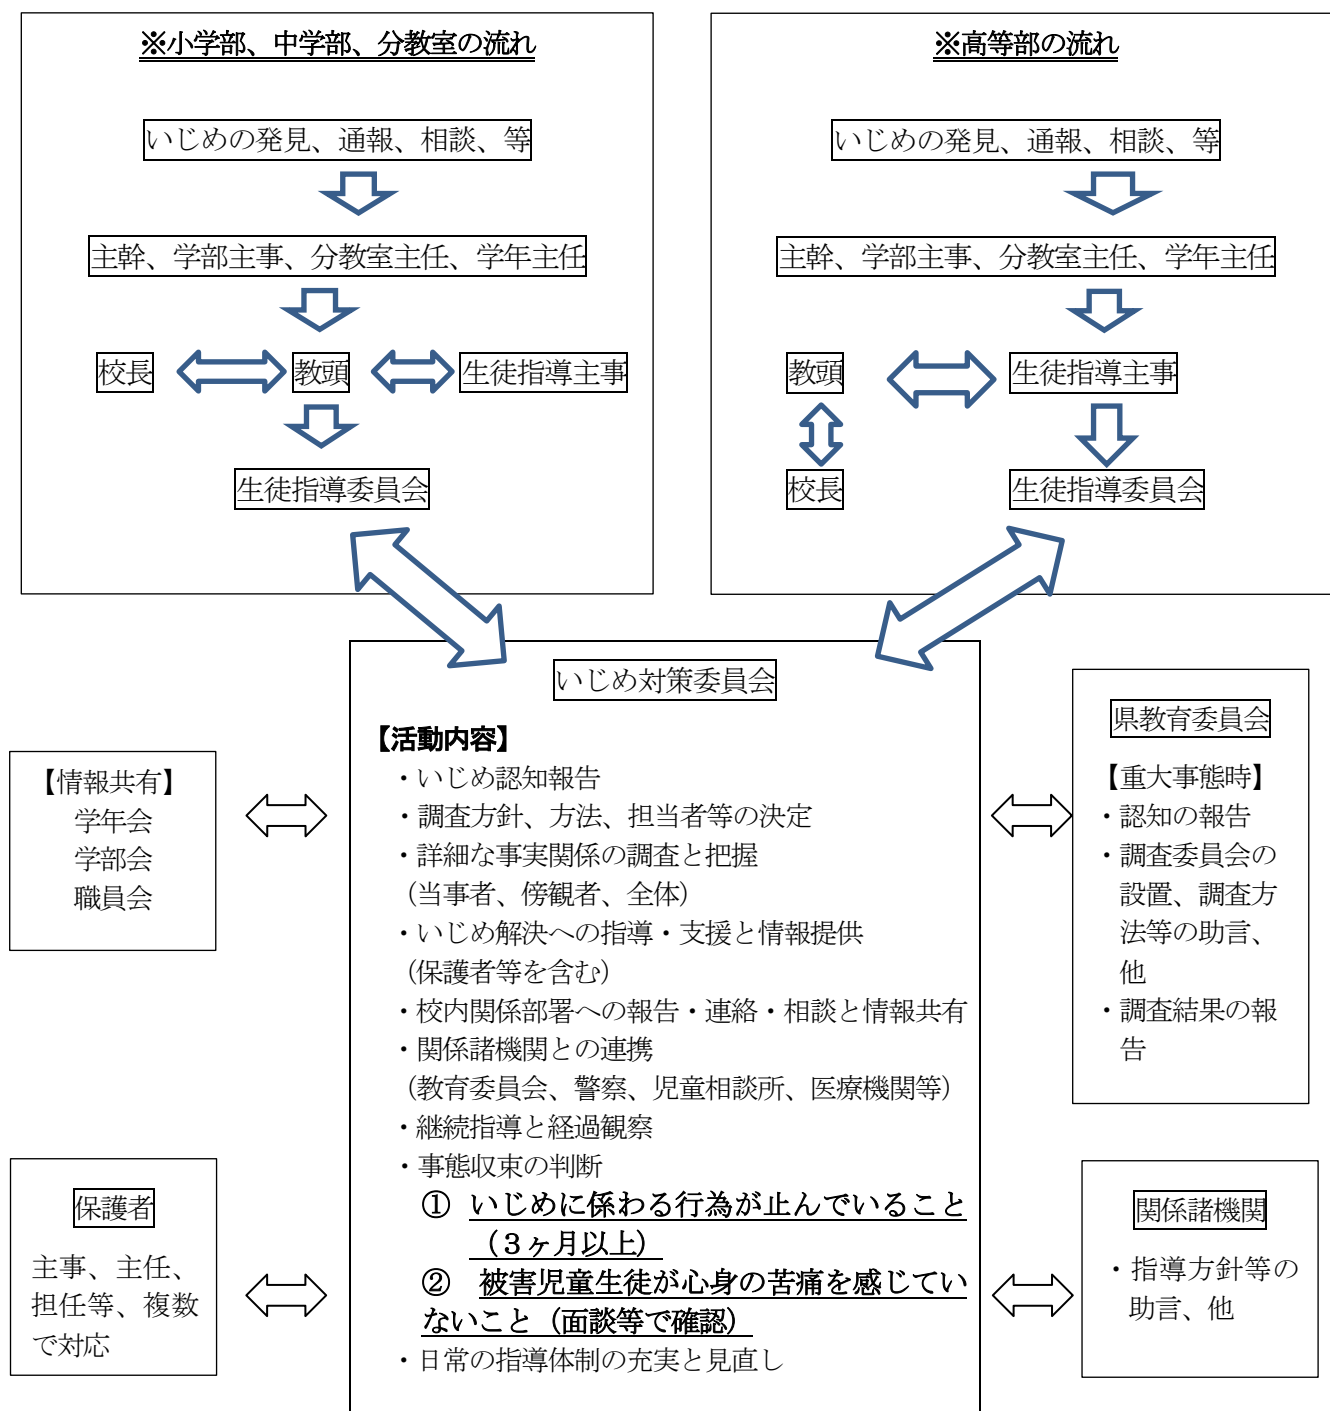 ※小学部、中学部、分教室の流れ
いじめの発見、通報、相談、等
主幹、学部主事、分教室主任、学年主任
校長
教頭
生徒指導主事
生徒指導委員会
※高等部の流れ
いじめの発見、通報、相談、等
主幹、学部主事、分教室主任、学年主任
教頭
生徒指導主事
校長
生徒指導委員会
いじめ対策委員会
【活動内容】
・いじめ認知報告
・調査方針、方法、担当者等の決定
・詳細な事実関係の調査と把握
（当事者、傍観者、全体）
・いじめ解決への指導・支援と情報提供
（保護者等を含む）
・校内関係部署への報告・連絡・相談と情報共有
・関係諸機関との連携
（教育委員会、警察、児童相談所、医療機関等）
・継続指導と経過観察
・事態収束の判断
① いじめに係わる行為が止んでいること
（３ヶ月以上）
② 被害児童生徒が心身の苦痛を感じてい
ないこと（面談等で確認）
・日常の指導体制の充実と見直し
【情報共有】
学年会
学部会
職員会
保護者
主事、主任、
担任等、複数
で対応
県教育委員会
【重大事態時】
・認知の報告
・調査委員会の
設置、調査方
法等の助言、
他
・調査結果の報
告
関係諸機関
・指導方針等の
助言、他